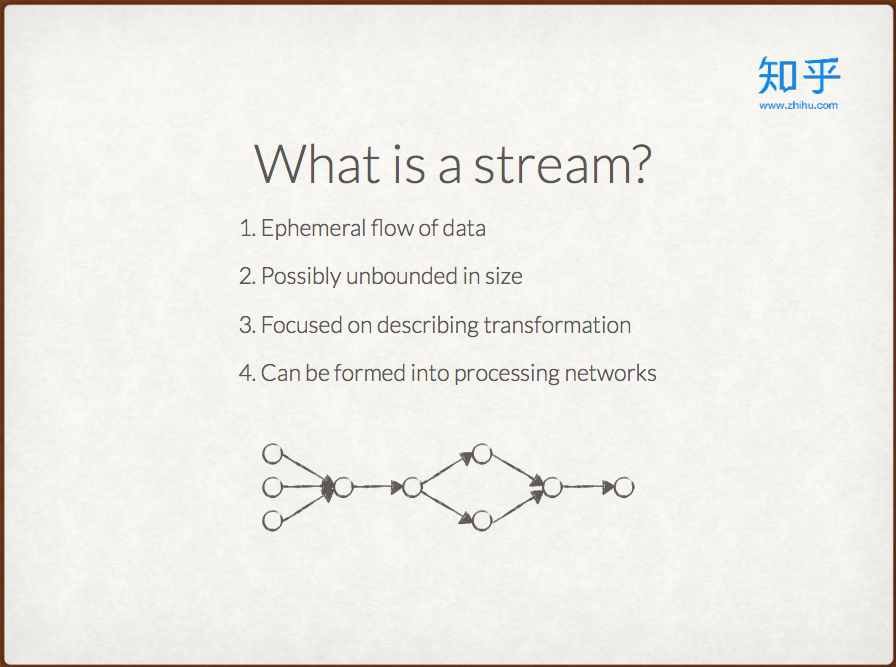 知乎
www.zhihu.com
What is a stream?
1. Ephemeral flow of data
2. Possibly unbounded in size
3. Focused on describing transformation
4. Can be formed into processing networks